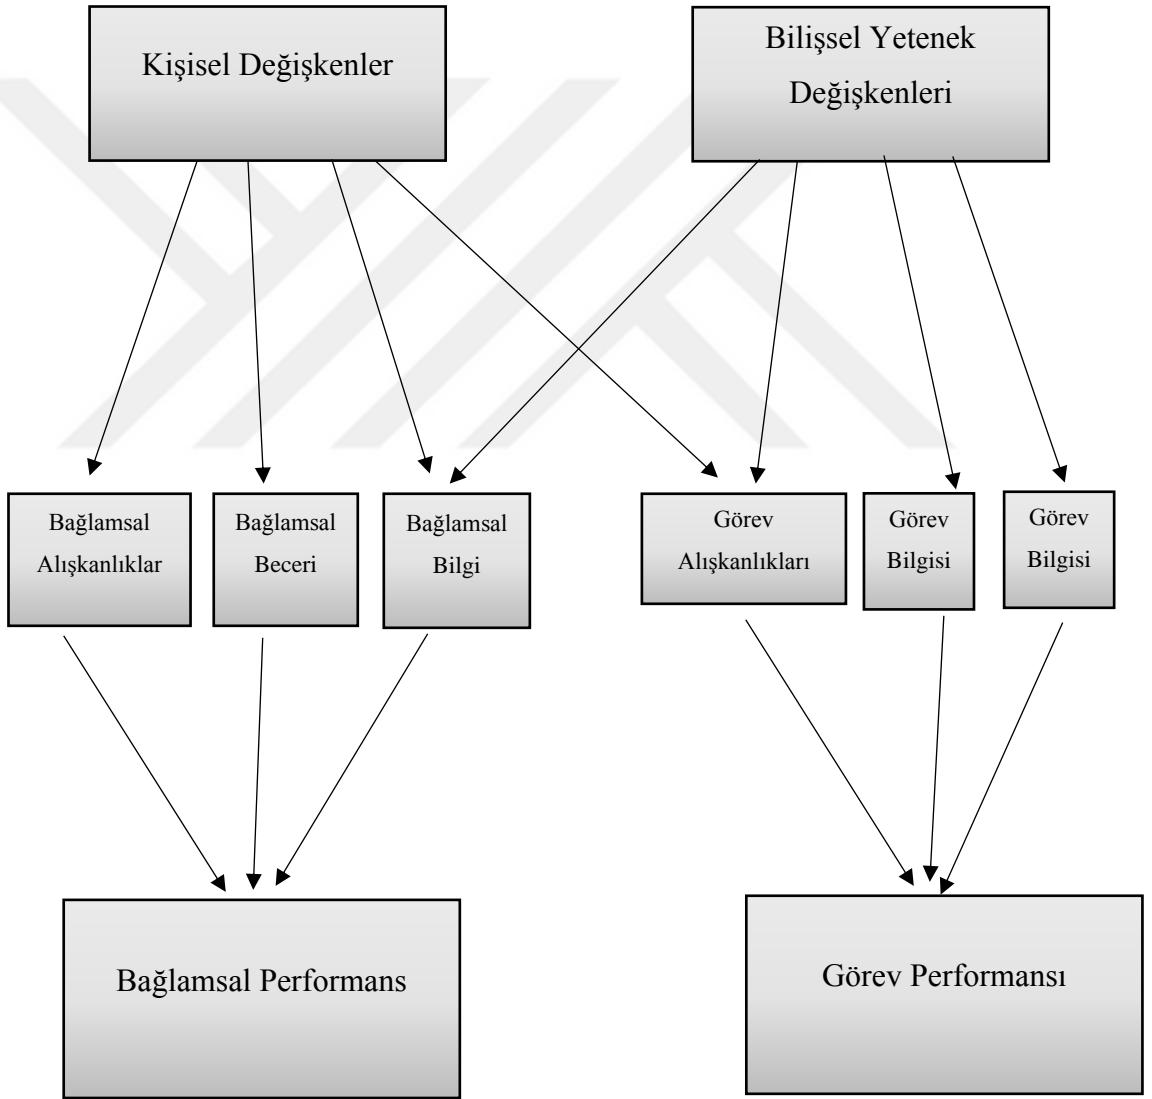 Kişisel Değişkenler
Bilişsel Yetenek
Değişkenleri
Bağlamsal
Alışkanlıklar
Bağlamsal
Beceri
Bağlamsal
Bilgi
Görev
Alışkanlıkları
Görev
Bilgisi
Görev
Bilgisi
Bağlamsal Performans
Görev Performansı